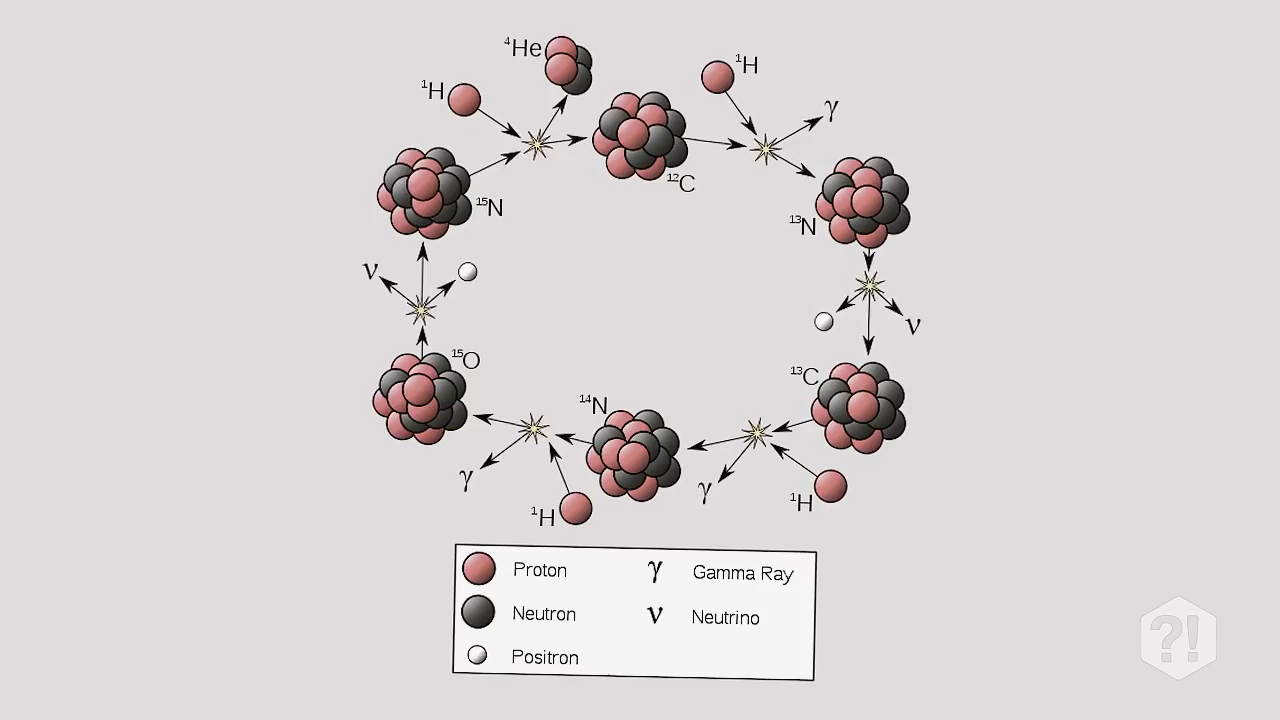 ⁴He
¹H
¹H
γ
¹²C
¹⁵N
¹³N
ν
ν
¹⁵O
¹³C
¹⁴N
γ
γ
¹H
¹H
Proton γ Gamma Ray
Neutron ν Neutrino
Positron
?!